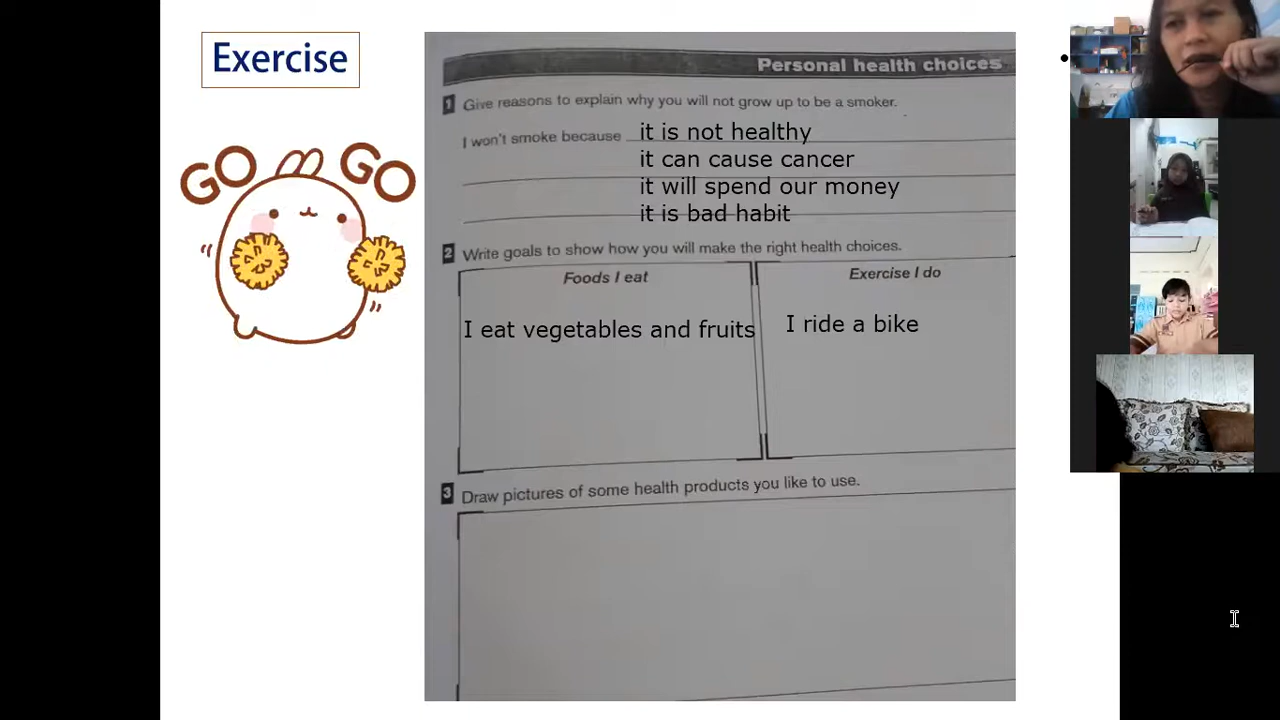 Exercise
GO GO
Personal health choices
1 Give reasons to explain why you will not grow up to be a smoker.
I won't smoke because it is not healthy
it can cause cancer
it will spend our money
it is bad habit
2 Write goals to show how you will make the right health choices.
Foods I eat
Exercise I do
I eat vegetables and fruits
I ride a bike
3 Draw pictures of some health products you like to use.